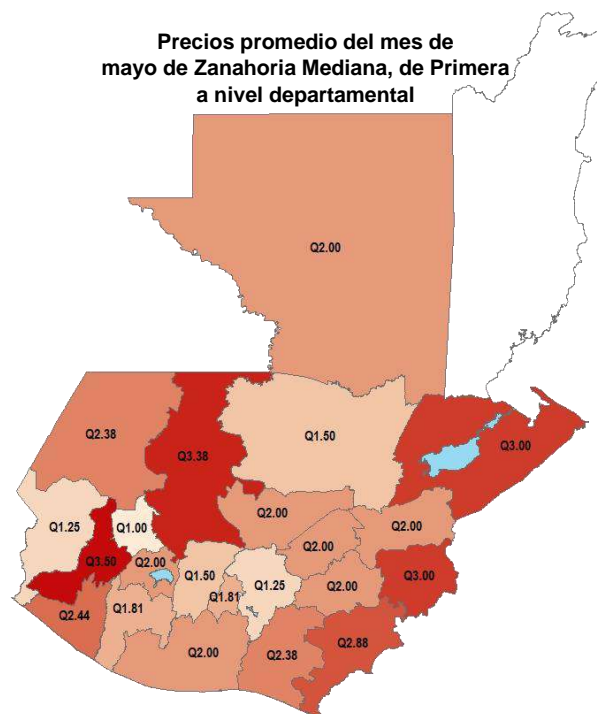 Precios promedio del mes de
mayo de Zanahoria Mediana, de Primera
a nivel departamental
Q2.00
Q2.38
Q3.38
Q1.50
Q3.00
Q1.25
Q1.00
Q2.00
Q2.00
Q2.00
Q3.50
Q2.00
Q1.50
Q1.81
Q1.25
Q2.00
Q3.00
Q2.44
Q1.81
Q2.00
Q2.38
Q2.88